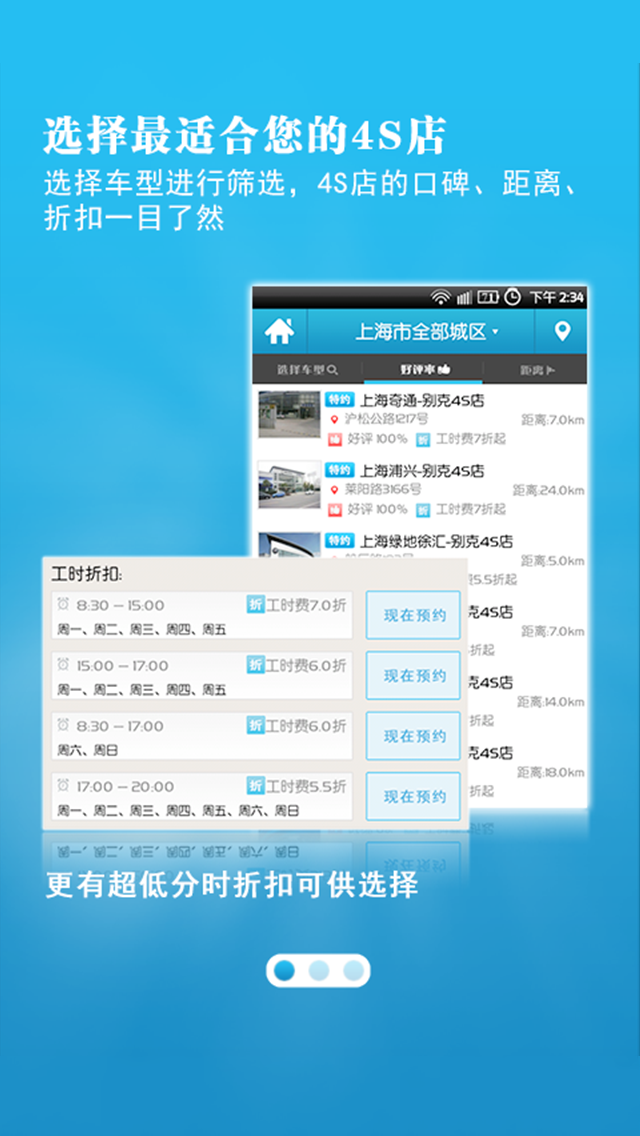 选择最适合您的4S店
选择车型进行筛选，4S店的口碑、距离、
折扣一目了然
71 下午 2:34
上海市全部城区
选择车型 好评率 距离
特约 上海奇通-别克4S店
沪松公路1217号 距离:7.0km
好评 100% 折 工时费7折起
特约 上海浦兴-别克4S店
莱阳路3166号 距离:24.0km
好评 100% 折 工时费7折起
特约 上海绿地徐汇-别克4S店
距离:5.0km
5.5折起
克4S店
距离:7.0km
折起
克4S店
距离:14.0km
折起
克4S店
距离:18.0km
折起
工时折扣:
8:30 – 15:00 折 工时费7.0折
周一、周二、周三、周四、周五
现在预约
15:00 – 17:00 折 工时费6.0折
周一、周二、周三、周四、周五
现在预约
8:30 – 17:00 折 工时费6.0折
周六、周日
现在预约
17:00 – 20:00 折 工时费5.5折
周一、周二、周三、周四、周五、周六、周日
现在预约
更有超低分时折扣可供选择